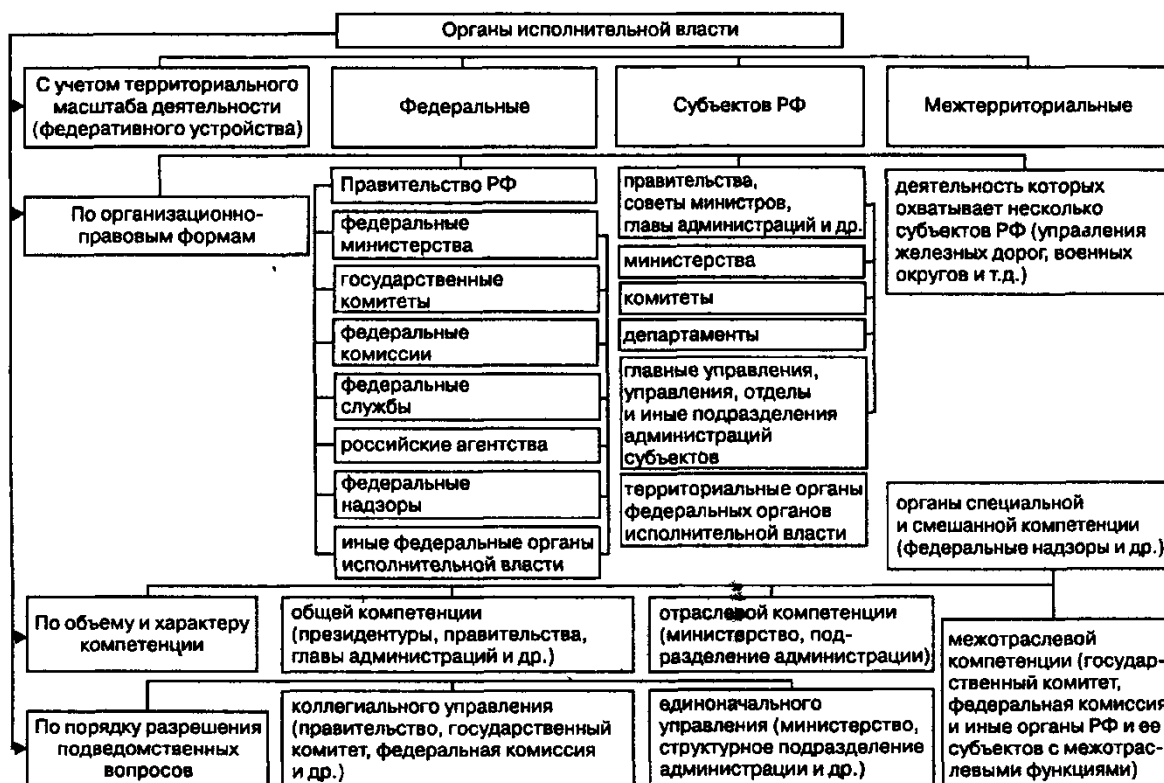 Органы исполнительной власти
С учетом территориального
масштаба деятельности
(федеративного устройства)
Федеральные
Субъектов РФ
Межтерриториальные
По организационно-
правовым формам
Правительство РФ
федеральные
министерства
государственные
комитеты
федеральные
комиссии
федеральные
службы
российские агентства
федеральные
надзоры
иные федеральные органы
исполнительной власти
правительства,
советы министров,
главы администраций и др.
министерства
комитеты
департаменты
главные управления,
управления, отделы
и иные подразделения
администраций
субъектов
территориальные органы
федеральных органов
исполнительной власти
деятельность которых
охватывает несколько
субъектов РФ (управления
железных дорог, военных
округов и т.д.)
органы специальной
и смешанной компетенции
(федеральные надзоры и др.)
По объему и характеру
компетенции
общей компетенции
(президентуры, правительства,
главы администраций и др.)
отраслевой компетенции
(министерство, под-
разделение администрации)
межотраслевой
компетенции (государ-
ственный комитет,
федеральная комиссия
и иные органы РФ и ее
субъектов с межотрас-
левыми функциями)
По порядку разрешения
подведомственных
вопросов
коллегиального управления
(правительство, государственный
комитет, федеральная комиссия
и др.)
единоначального
управления (министерство,
структурное подразделение
администрации и др.)